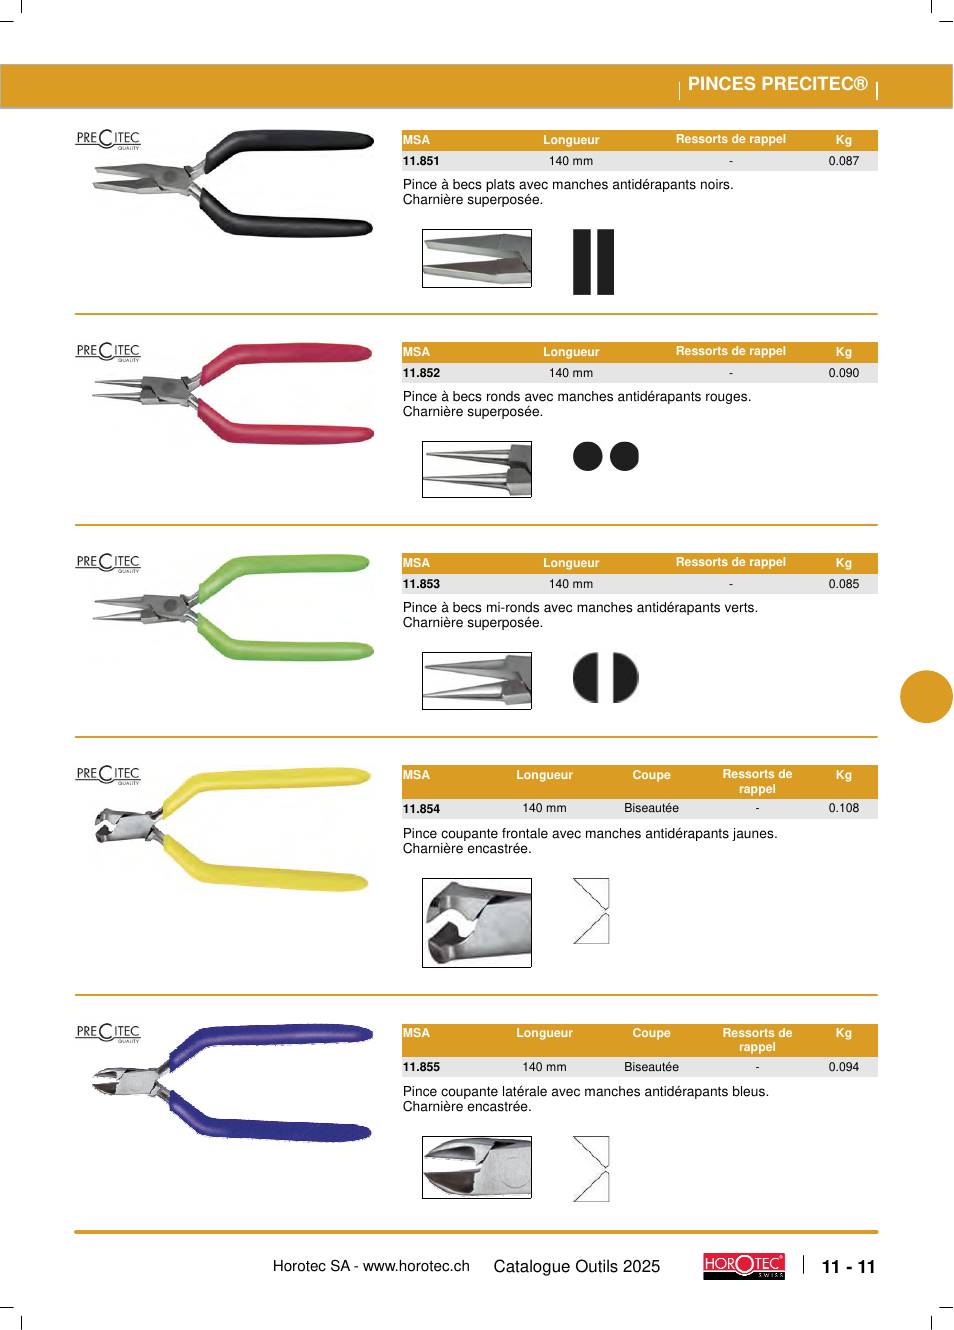 PINCES PRECITEC®
PRECITEC
QUALITY
MSA Longueur Ressorts de rappel Kg
11.851 140 mm - 0.087
Pince à becs plats avec manches antidérapants noirs.
Charnière superposée.
PRECITEC
QUALITY
MSA Longueur Ressorts de rappel Kg
11.852 140 mm - 0.090
Pince à becs ronds avec manches antidérapants rouges.
Charnière superposée.
PRECITEC
QUALITY
MSA Longueur Ressorts de rappel Kg
11.853 140 mm - 0.085
Pince à becs mi-ronds avec manches antidérapants verts.
Charnière superposée.
PRECITEC
QUALITY
MSA Longueur Coupe Ressorts de Kg
rappel
11.854 140 mm Biseautée - 0.108
Pince coupante frontale avec manches antidérapants jaunes.
Charnière encastrée.
PRECITEC
QUALITY
MSA Longueur Coupe Ressorts de Kg
rappel
11.855 140 mm Biseautée - 0.094
Pince coupante latérale avec manches antidérapants bleus.
Charnière encastrée.
Horotec SA - www.horotec.ch Catalogue Outils 2025 HOROTEC® 11 - 11
SWISS